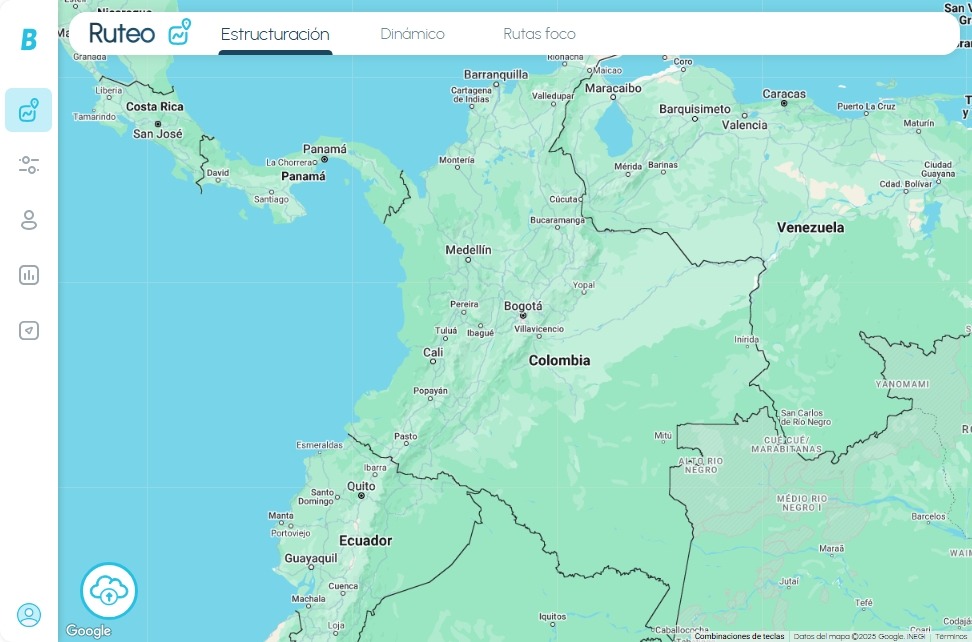 B
Ruteo
Estructuración
Dinámico
Rutas foco
Nicaragua
Granada
Liberia
Tamarindo
Costa Rica
San José
David
Santiago
La Chorrera
Panamá
Panamá
Barranquilla
Cartagena
de Indias
Valledupar
Riohacha
Maicao
Maracaibo
Coro
Barquisimeto
Valencia
Caracas
Puerto La Cruz
Maturín
Montería
Mérida
Barinas
Ciudad
Guayana
Cdad. Bolívar
Cúcuta
Bucaramanga
Venezuela
Medellín
Yopal
Pereira
Bogotá
Tuluá
Ibagué
Villavicencio
Cali
Colombia
Inírida
Popayán
YANOMAMI
San Carlos
de Río Negro
Pasto
Mitú
CUÉ CUÉ/
MARABITANAS
Esmeraldas
ALTO RIO
NEGRO
Ibarra
Quito
Santo
Domingo
MÉDIO RIO
NEGRO I
Manta
Portoviejo
Barcelos
Ecuador
Maraã
Guayaquil
Cuenca
Jutaí
Machala
Tefé
Loja
Iquitos
Caballococha
Coari
Google
Combinaciones de teclas
Datos del mapa ©2025 Google, INEGI
Términos